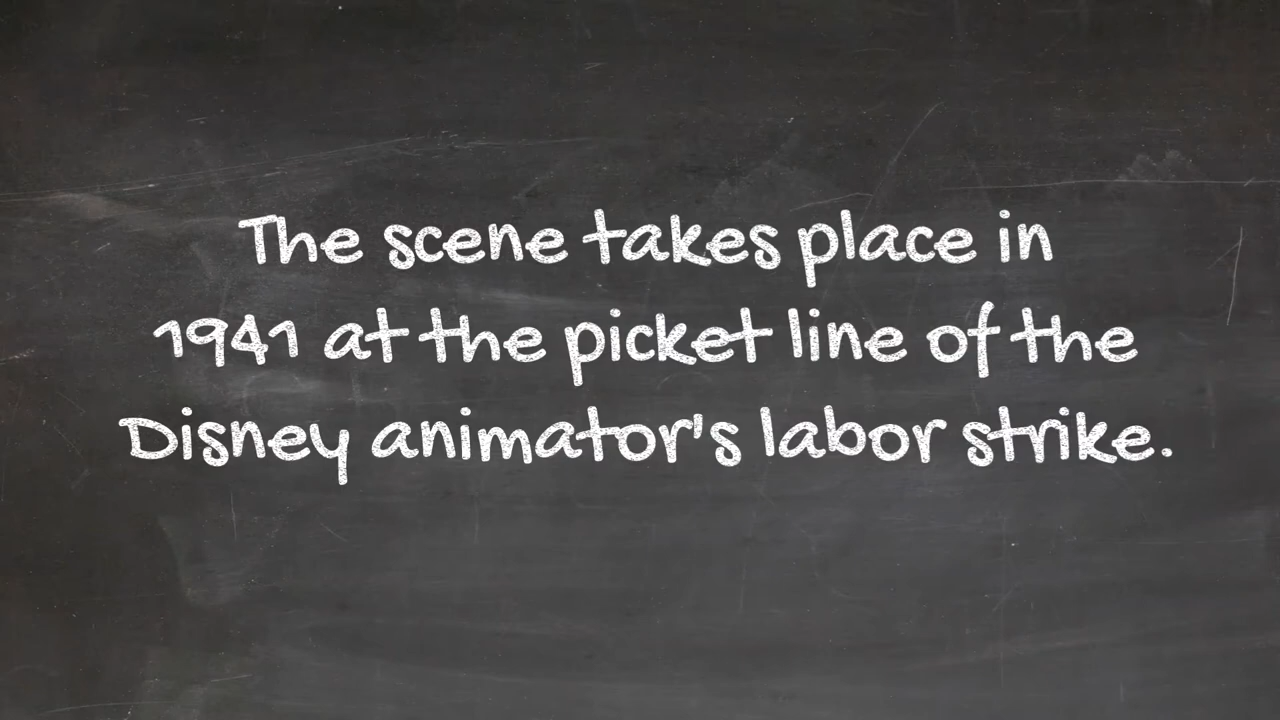 The scene takes place in
1941 at the picket line of the
Disney animator's labor strike.